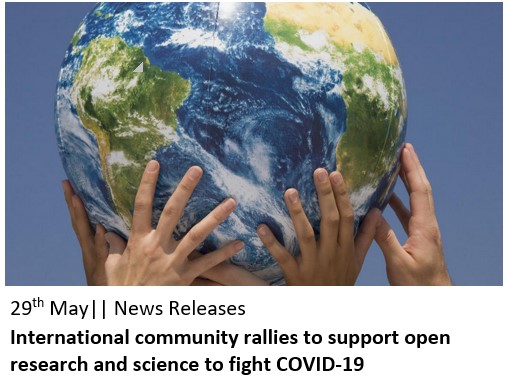 29th May|| News Releases
International community rallies to support open
research and science to fight COVID-19